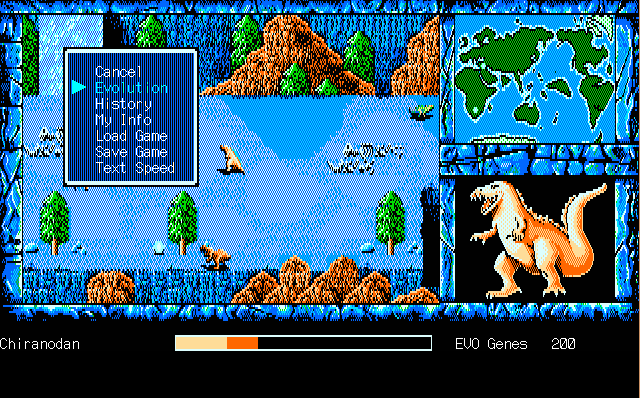 Cancel
Evolution
History
My Info
Load Game
Save Game
Text Speed
Chiranodan
EVO Genes 200